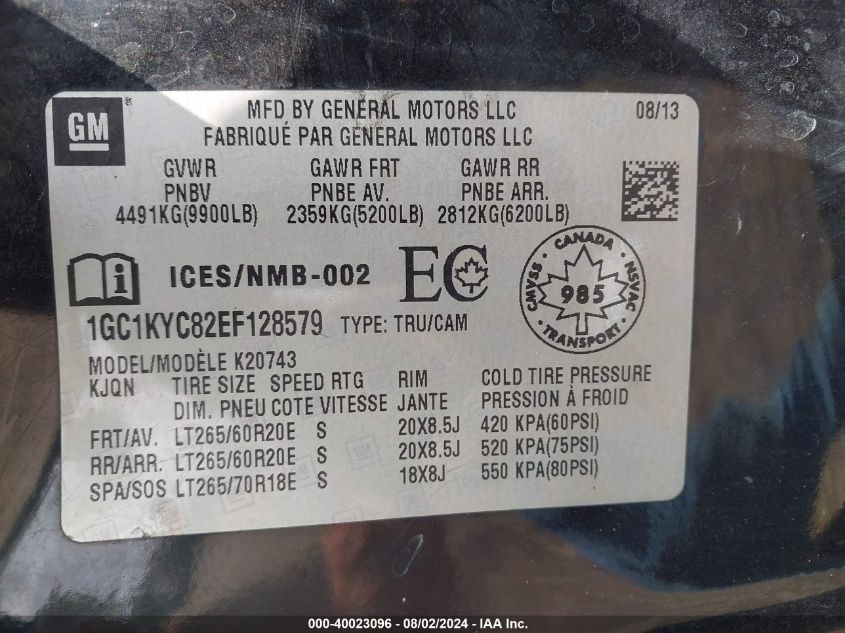 GM ®
MFD BY GENERAL MOTORS LLC 08/13
FABRIQUÉ PAR GENERAL MOTORS LLC
GVWR GAWR FRT GAWR RR
PNBV PNBE AV. PNBE ARR.
4491KG(9900LB) 2359KG(5200LB) 2812KG(6200LB)
i ICES/NMB-002 EC
CANADA
CMVSS 985 NSVAC
TRANSPORT
1GC1KYC82EF128579 TYPE: TRU/CAM
MODEL/MODÈLE K20743
KJQN TIRE SIZE SPEED RTG RIM COLD TIRE PRESSURE
DIM. PNEU COTE VITESSE JANTE PRESSION À FROID
FRT/AV. LT265/60R20E S 20X8.5J 420 KPA(60PSI)
RR/ARR. LT265/60R20E S 20X8.5J 520 KPA(75PSI)
SPA/SOS LT265/70R18E S 18X8J 550 KPA(80PSI)
000-40023096 - 08/02/2024 - IAA Inc.